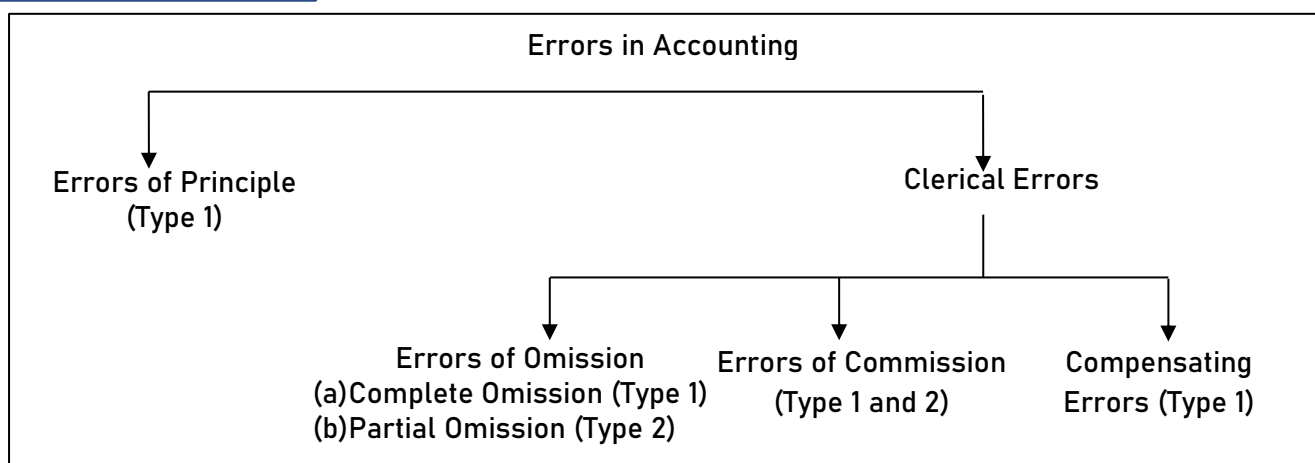 Errors in Accounting
Errors of Principle
(Type 1)
Clerical Errors
Errors of Omission
(a)Complete Omission (Type 1)
(b)Partial Omission (Type 2)
Errors of Commission
(Type 1 and 2)
Compensating
Errors (Type 1)